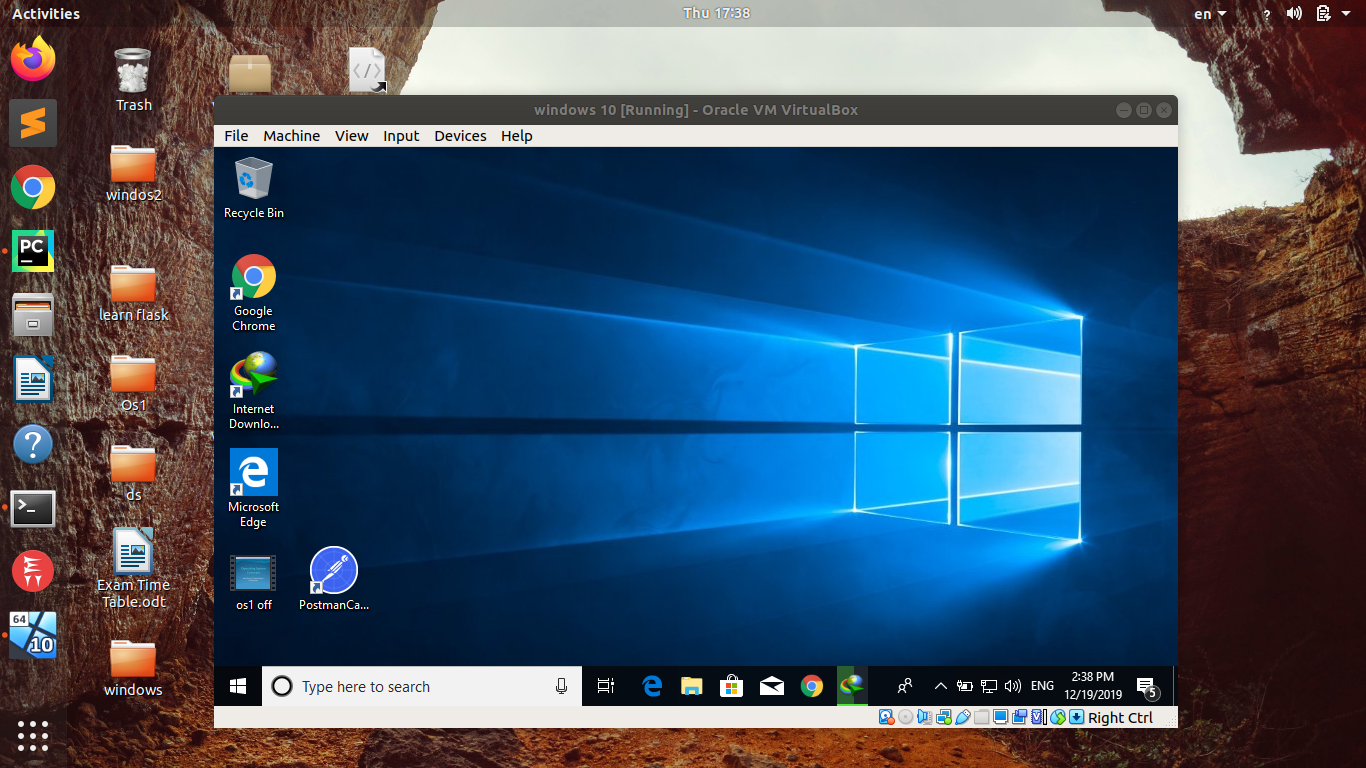 Activities
Thu 17:38
en
?
Trash
windos2
learn flask
Os1
ds
Exam Time
Table.odt
windows
PC
?
64
10
windows 10 [Running] - Oracle VM VirtualBox
File Machine View Input Devices Help
Recycle Bin
Google
Chrome
Internet
Downlo...
Microsoft
Edge
os1 off
PostmanCa...
Type here to search
ENG
2:38 PM
12/19/2019
5
Right Ctrl